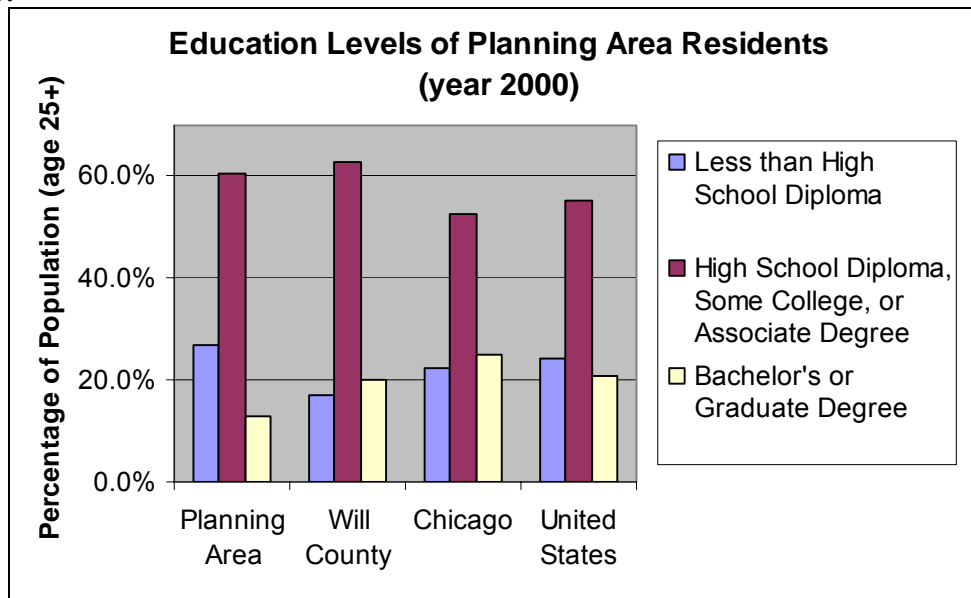 Education Levels of Planning Area Residents
(year 2000)
Percentage of Population (age 25+)
60.0%
40.0%
20.0%
0.0%
Planning
Area
Will
County
Chicago
United
States
Less than High
School Diploma
High School Diploma,
Some College, or
Associate Degree
Bachelor's or
Graduate Degree